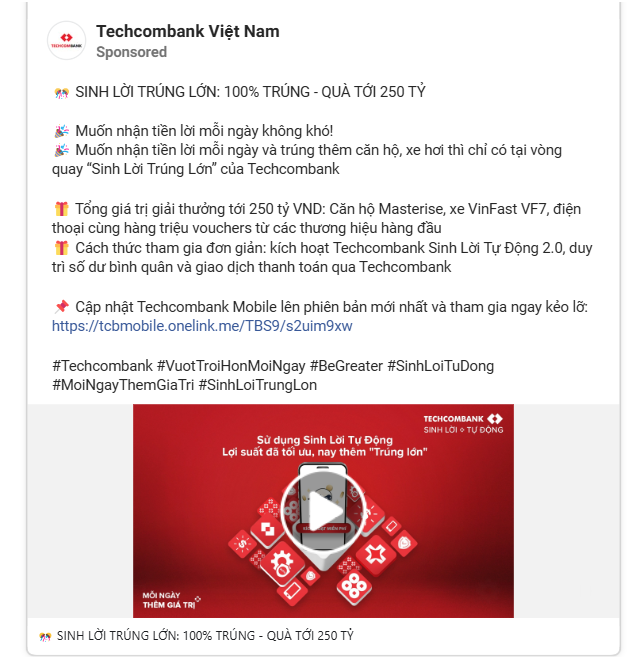 TECHCOMBANK
Techcombank Việt Nam
Sponsored
🎊 SINH LỜI TRÚNG LỚN: 100% TRÚNG - QUÀ TỚI 250 TỶ
🎉 Muốn nhận tiền lời mỗi ngày không khó!
🎉 Muốn nhận tiền lời mỗi ngày và trúng thêm căn hộ, xe hơi thì chỉ có tại vòng
quay “Sinh Lời Trúng Lớn” của Techcombank
🎁 Tổng giá trị giải thưởng tới 250 tỷ VND: Căn hộ Masterise, xe VinFast VF7, điện
thoại cùng hàng triệu vouchers từ các thương hiệu hàng đầu
🎁 Cách thức tham gia đơn giản: kích hoạt Techcombank Sinh Lời Tự Động 2.0, duy
trì số dư bình quân và giao dịch thanh toán qua Techcombank
📌 Cập nhật Techcombank Mobile lên phiên bản mới nhất và tham gia ngay kẻo lỡ:
https://tcbmobile.onelink.me/TBS9/s2uim9xw
#Techcombank #VuotTroiHonMoiNgay #BeGreater #SinhLoiTuDong
#MoiNgayThemGiaTri #SinhLoiTrungLon
TECHCOMBANK
SINH LỜI TỰ ĐỘNG
Sử dụng Sinh Lời Tự Động
Lợi suất đã tối ưu, nay thêm "Trúng lớn"
MỖI NGÀY
THÊM GIÁ TRỊ
🎊 SINH LỜI TRÚNG LỚN: 100% TRÚNG - QUÀ TỚI 250 TỶ